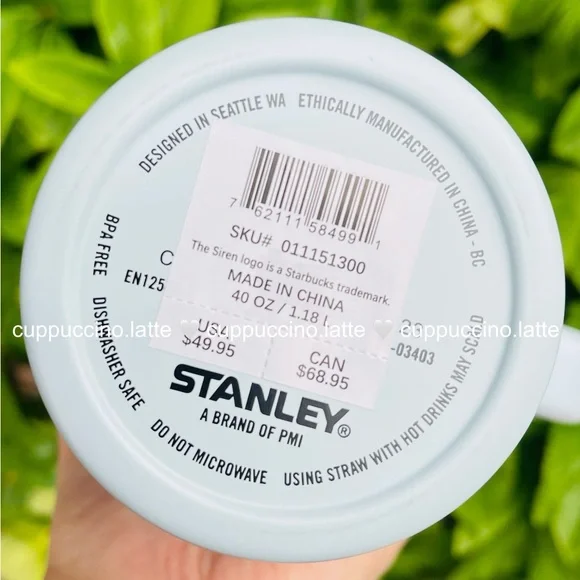 DESIGNED IN SEATTLE WA ETHICALLY MANUFACTURED IN CHINA - BC
7 62111 58499 1
SKU# 011151300
The Siren logo is a Starbucks trademark.
MADE IN CHINA
40 OZ / 1.18 l
US
$49.95
CAN
$68.95
C
EN125
-03403
cuppuccino.latte cuppuccino.latte cuppuccino.latte
STANLEY®
A BRAND OF PMI
BPA FREE DISHWASHER SAFE DO NOT MICROWAVE USING STRAW WITH HOT DRINKS MAY SCALD